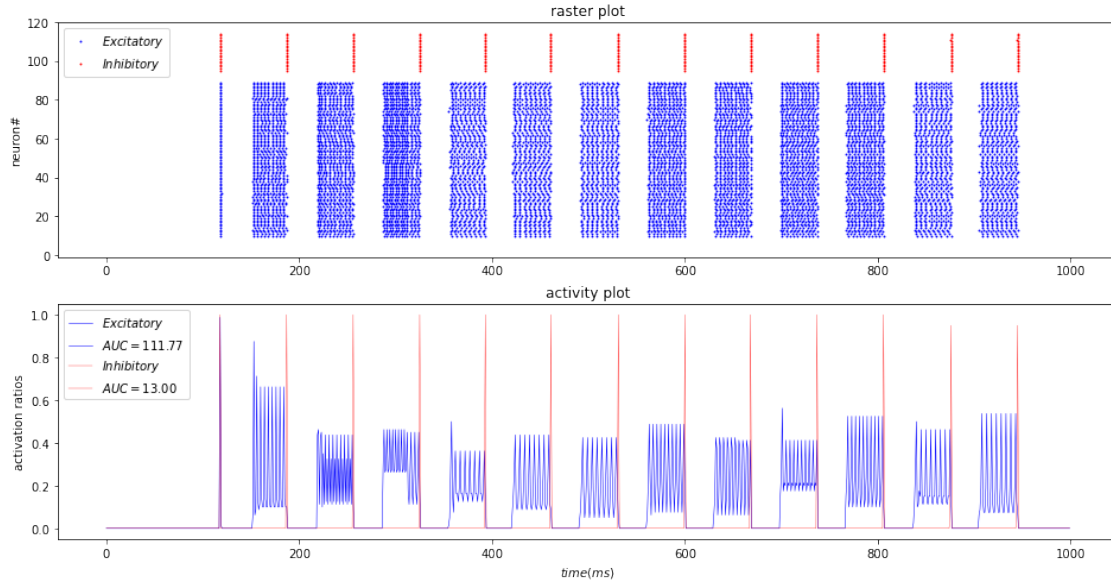 raster plot
120
100
80
60
40
20
0
neuron#
Excitatory
Inhibitory
0 200 400 600 800 1000
activity plot
1.0
0.8
0.6
0.4
0.2
0.0
activation ratios
Excitatory
AUC = 111.77
Inhibitory
AUC = 13.00
0 200 400 600 800 1000
time(ms)